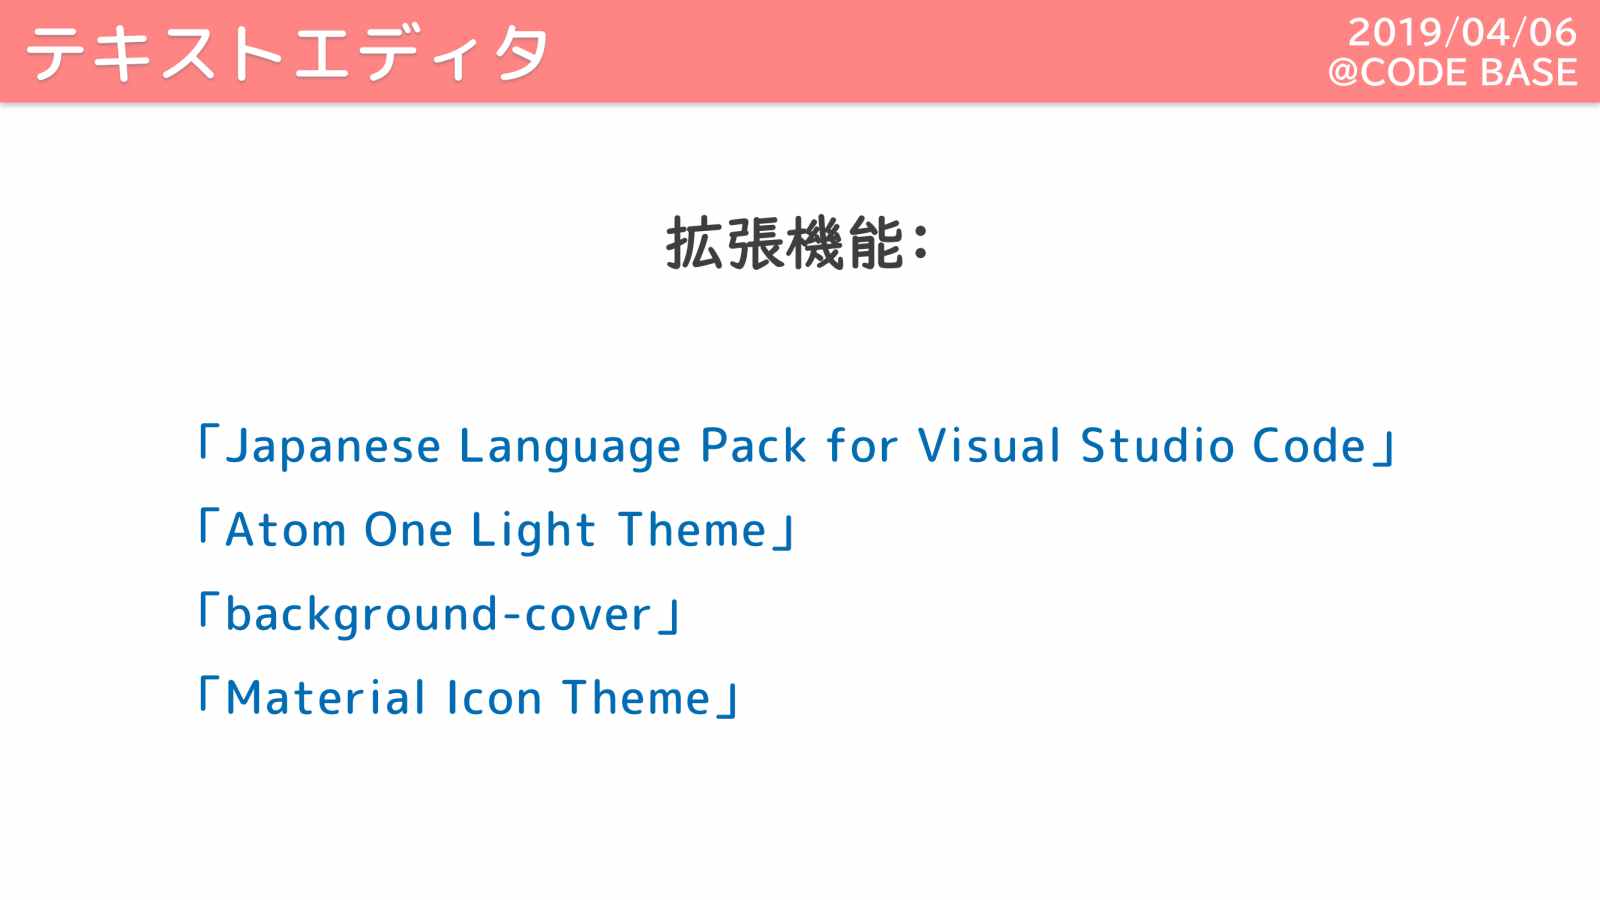 テキストエディタ
2019/04/06
@CODE BASE
拡張機能：
「Japanese Language Pack for Visual Studio Code」
「Atom One Light Theme」
「background-cover」
「Material Icon Theme」